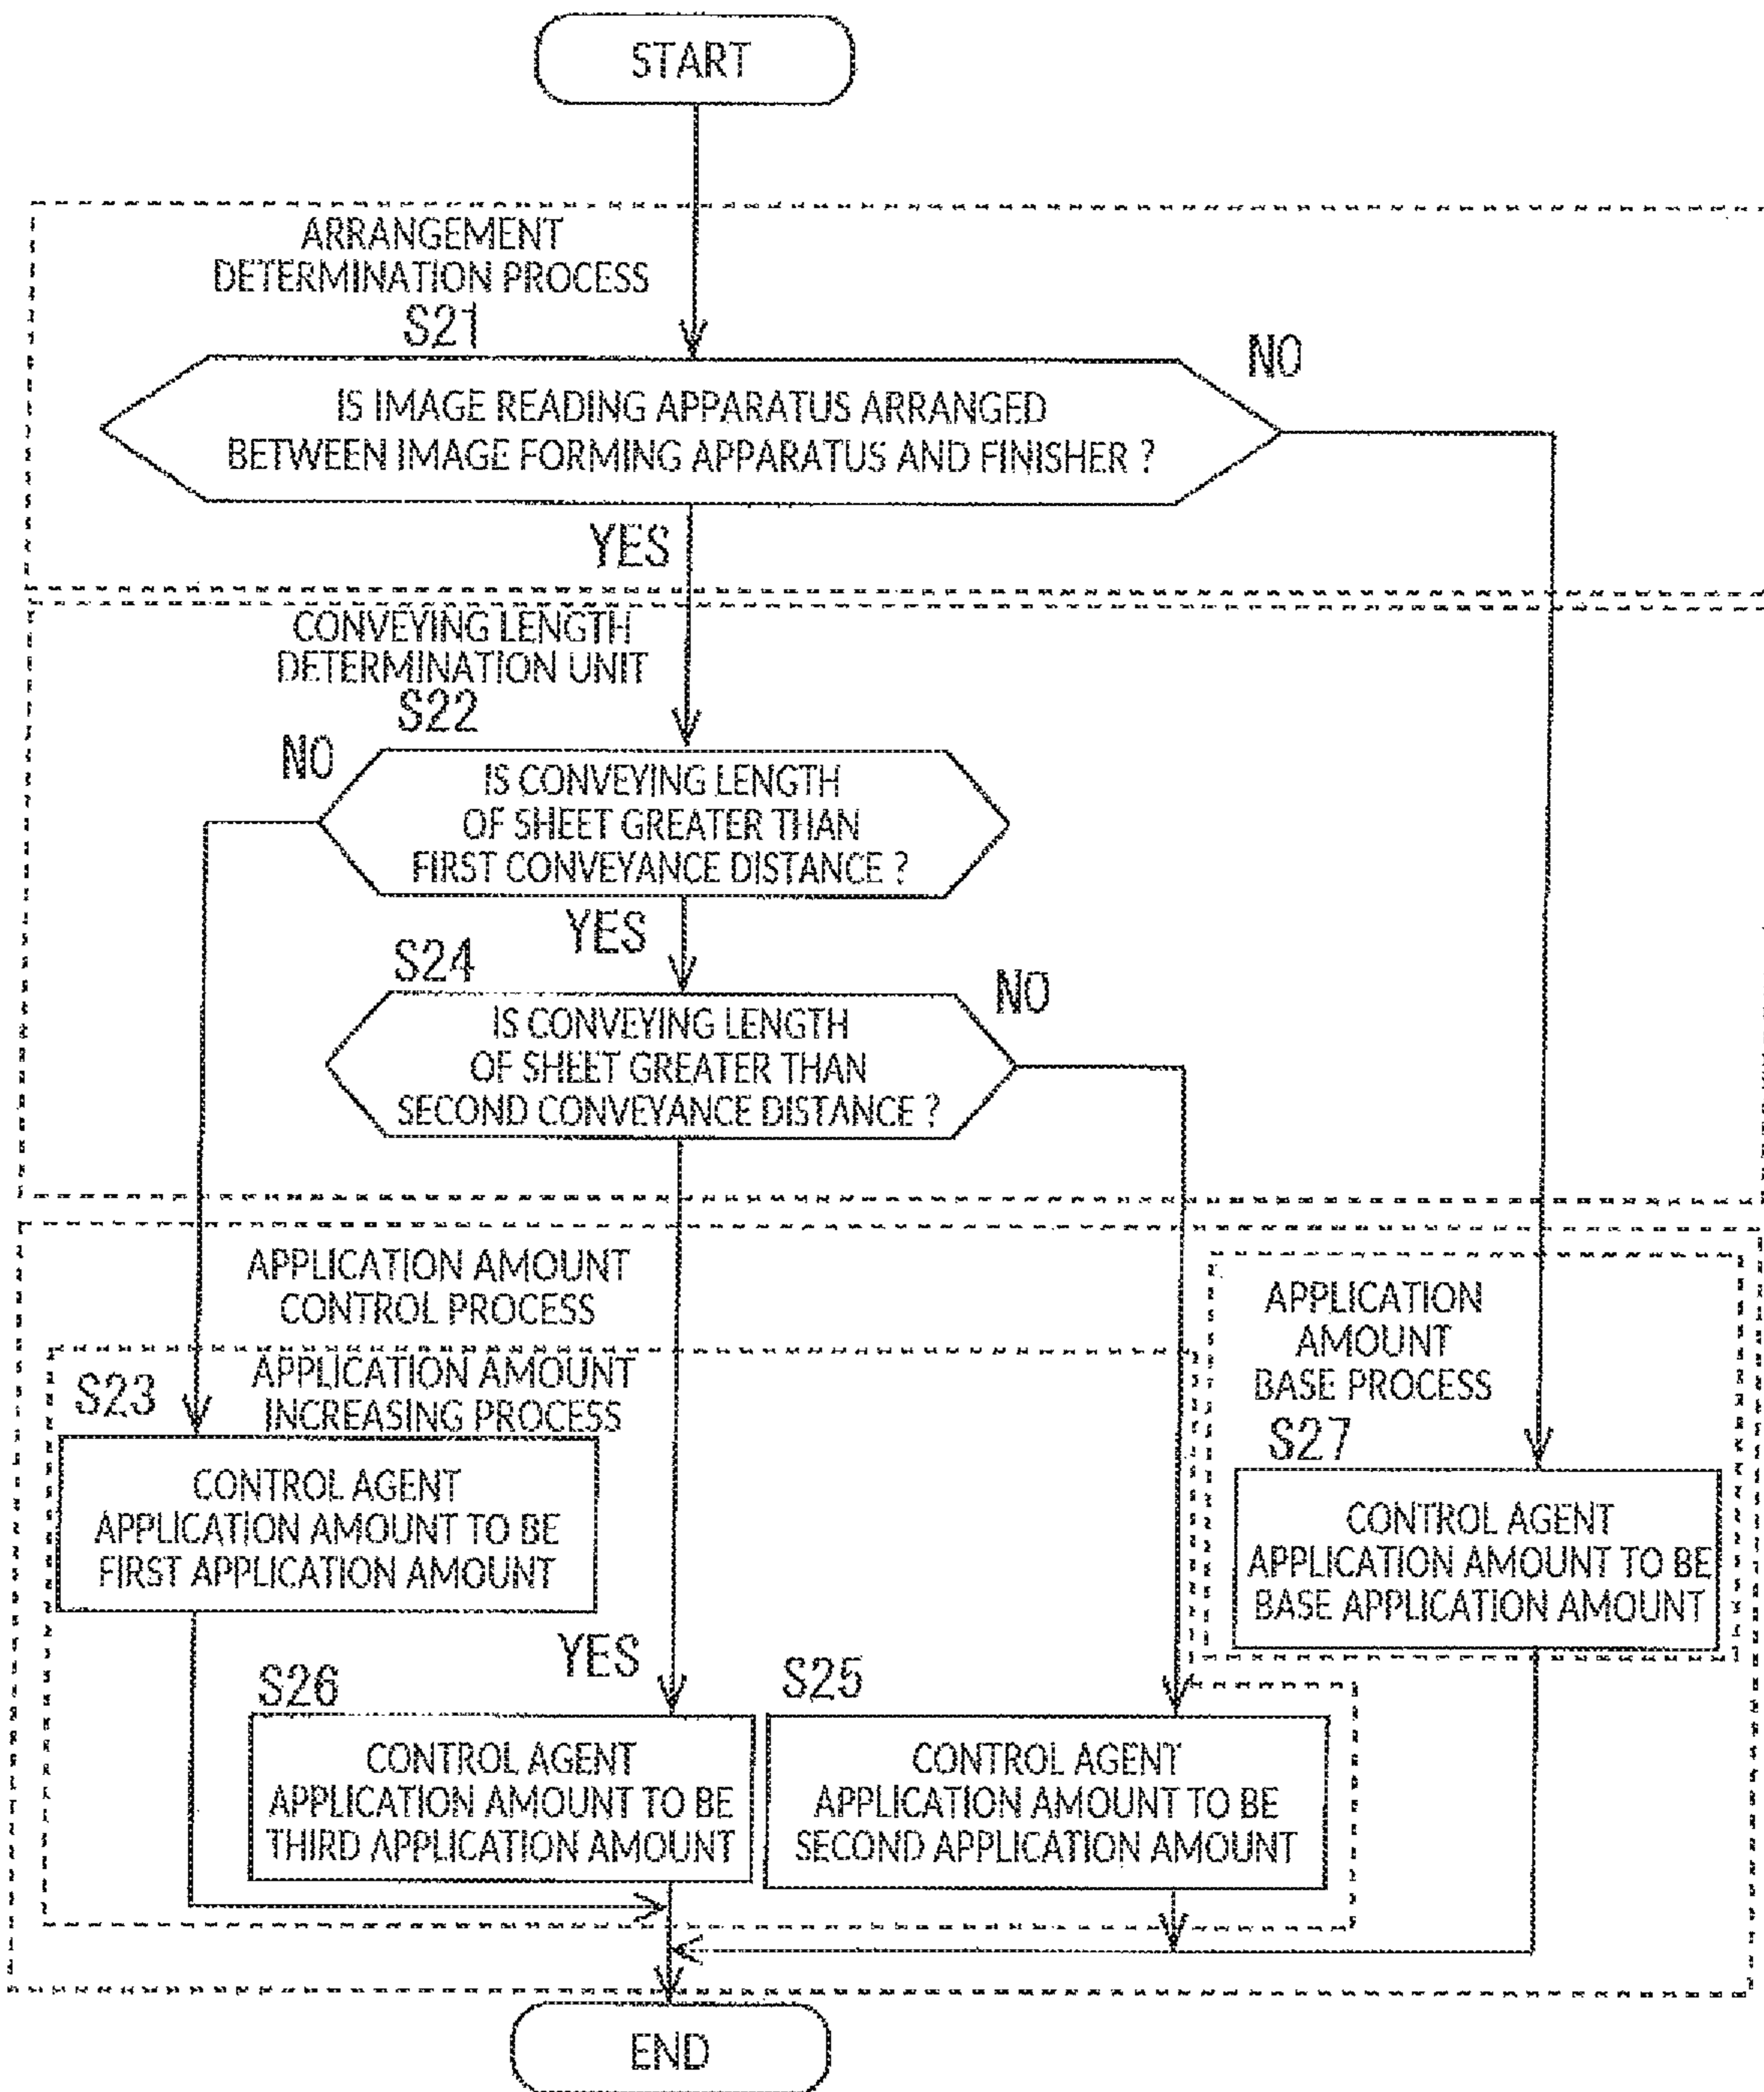 START
ARRANGEMENT
DETERMINATION PROCESS
S21
NO
IS IMAGE READING APPARATUS ARRANGED
BETWEEN IMAGE FORMING APPARATUS AND FINISHER ?
YES
CONVEYING LENGTH
DETERMINATION UNIT
S22
NO
IS CONVEYING LENGTH
OF SHEET GREATER THAN
FIRST CONVEYANCE DISTANCE ?
YES
S24
NO
IS CONVEYING LENGTH
OF SHEET GREATER THAN
SECOND CONVEYANCE DISTANCE ?
APPLICATION AMOUNT
CONTROL PROCESS
APPLICATION
AMOUNT
BASE PROCESS
S23
APPLICATION AMOUNT
INCREASING PROCESS
S27
CONTROL AGENT
APPLICATION AMOUNT TO BE
FIRST APPLICATION AMOUNT
CONTROL AGENT
APPLICATION AMOUNT TO BE
BASE APPLICATION AMOUNT
YES
S26
S25
CONTROL AGENT
APPLICATION AMOUNT TO BE
THIRD APPLICATION AMOUNT
CONTROL AGENT
APPLICATION AMOUNT TO BE
SECOND APPLICATION AMOUNT
END